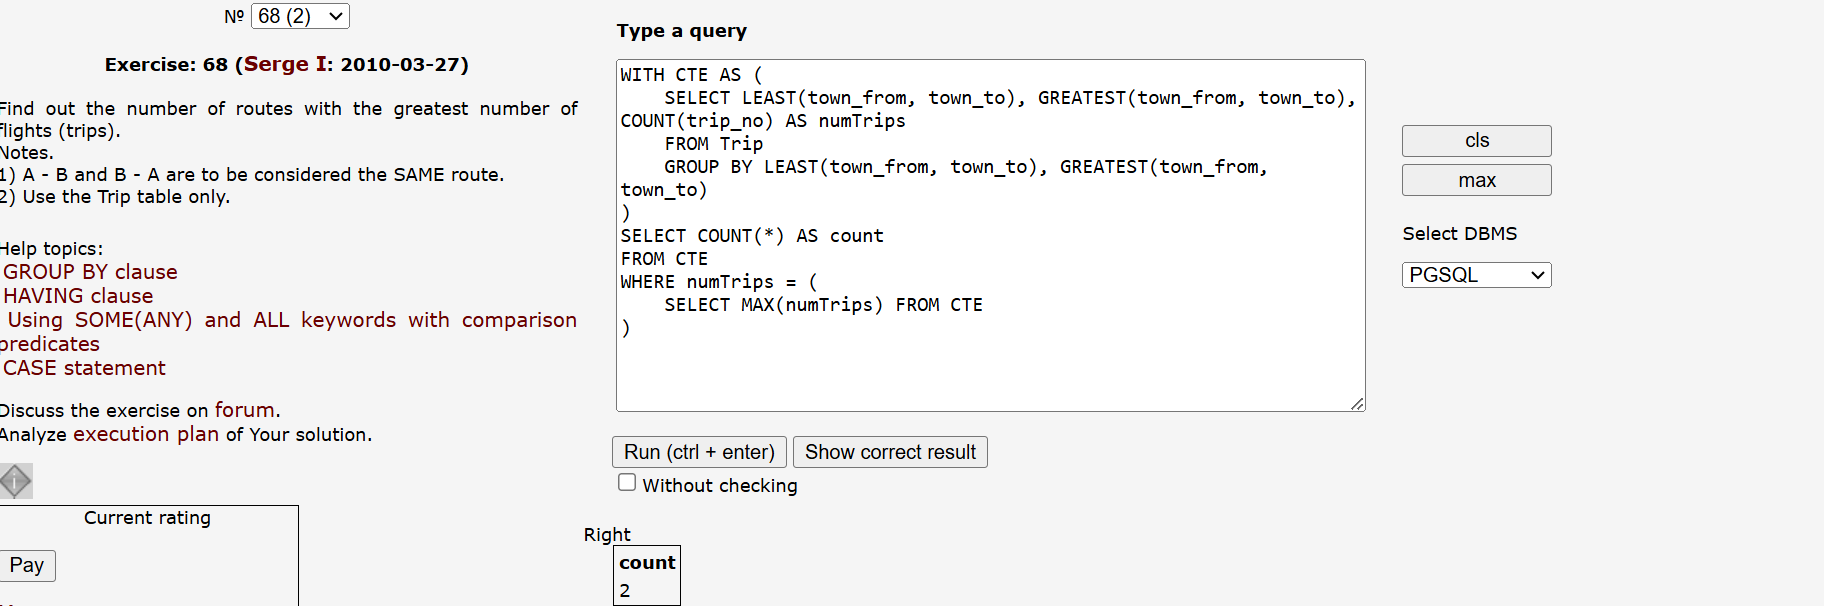 № 68 (2)
Exercise: 68 (Serge I: 2010-03-27)
Find out the number of routes with the greatest number of
flights (trips).
Notes.
1) A - B and B - A are to be considered the SAME route.
2) Use the Trip table only.
Help topics:
GROUP BY clause
HAVING clause
Using SOME(ANY) and ALL keywords with comparison
predicates
CASE statement
Discuss the exercise on forum.
Analyze execution plan of Your solution.
Current rating
Pay
Type a query
WITH CTE AS (
    SELECT LEAST(town_from, town_to), GREATEST(town_from, town_to),
COUNT(trip_no) AS numTrips
    FROM Trip
    GROUP BY LEAST(town_from, town_to), GREATEST(town_from,
town_to)
)
SELECT COUNT(*) AS count
FROM CTE
WHERE numTrips = (
    SELECT MAX(numTrips) FROM CTE
)
Run (ctrl + enter) Show correct result
Without checking
Right
count
2
cls
max
Select DBMS
PGSQL